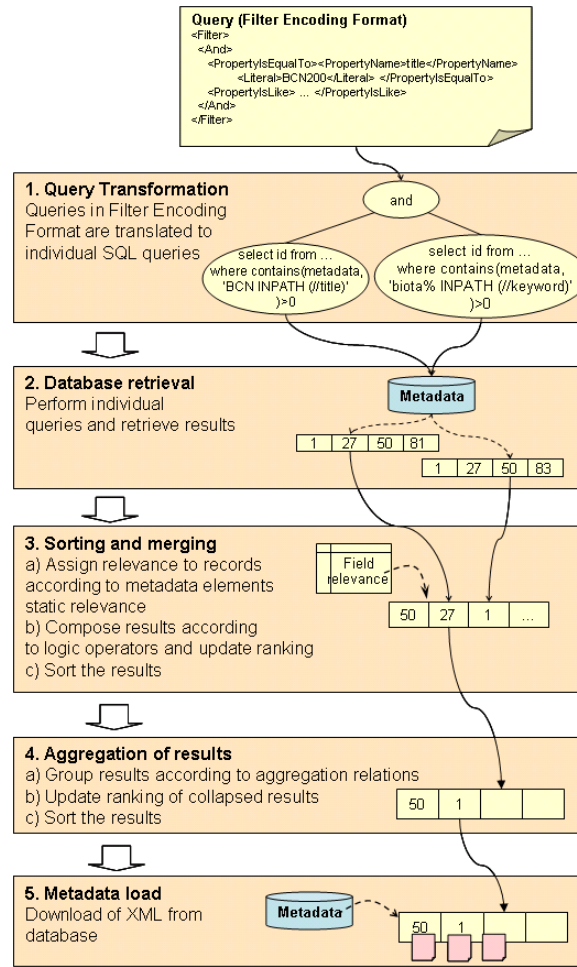 Query (Filter Encoding Format)
<Filter>
<And>
<PropertyIsEqualTo><PropertyName>title</PropertyName>
<Literal>BCN200</Literal> </PropertyIsEqualTo>
<PropertyIsLike> ... </PropertyIsLike>
</And>
</Filter>
1. Query Transformation
Queries in Filter Encoding
Format are translated to
individual SQL queries
and
select id from ...
where contains(metadata,
'BCN INPATH (//title)'
)>0
select id from ...
where contains(metadata,
'biota% INPATH (//keyword)'
)>0
2. Database retrieval
Perform individual
queries and retrieve results
Metadata
1 27 50 81
1 27 50 83
3. Sorting and merging
a) Assign relevance to records
according to metadata elements
static relevance
b) Compose results according
to logic operators and update ranking
c) Sort the results
Field
relevance
50 27 1 ...
4. Aggregation of results
a) Group results according to aggregation relations
b) Update ranking of collapsed results
c) Sort the results
50 1
5. Metadata load
Download of XML from
database
Metadata
50 1